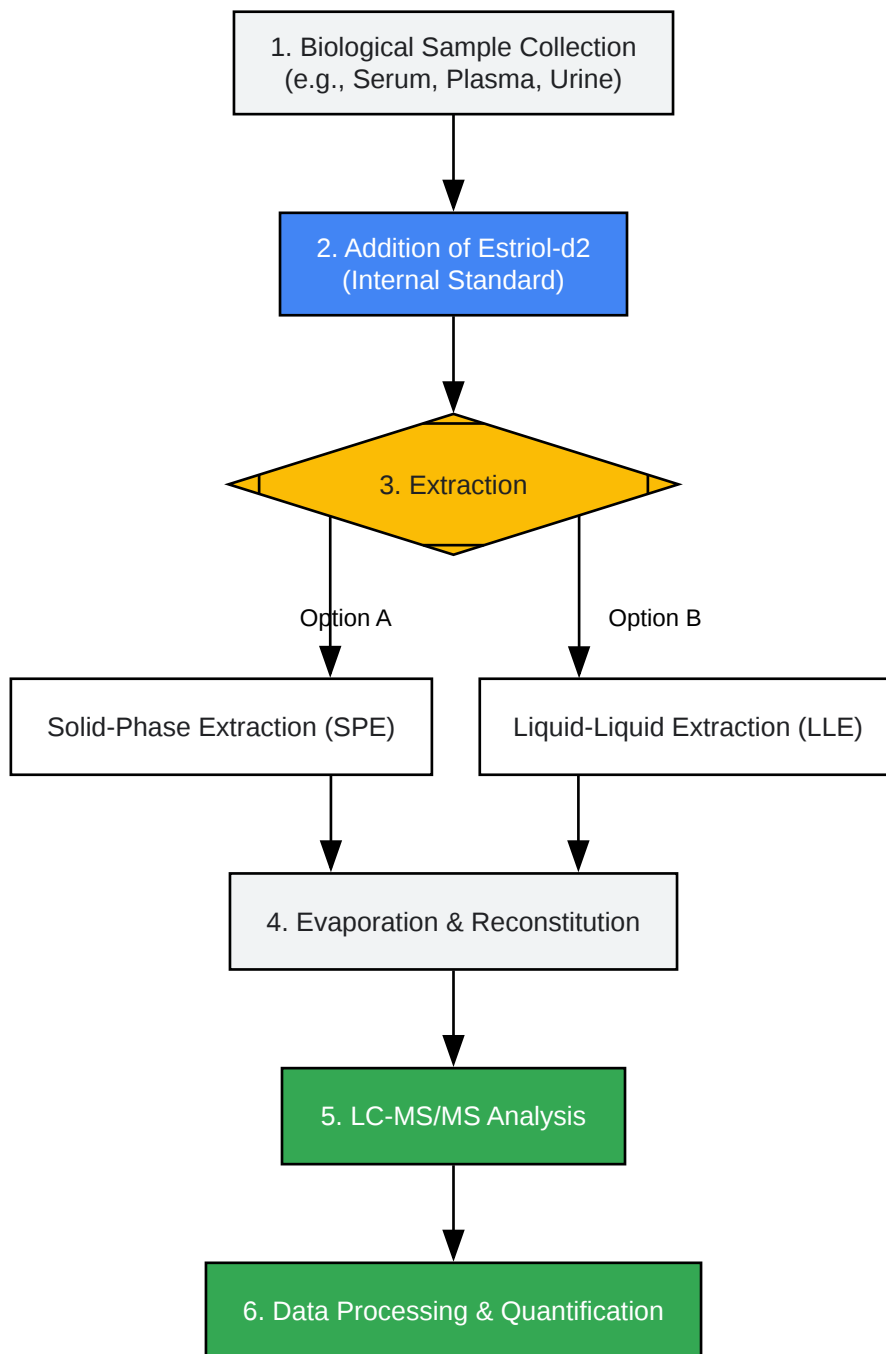 1. Biological Sample Collection
(e.g., Serum, Plasma, Urine)
2. Addition of Estriol-d2
(Internal Standard)
3. Extraction
Option A
Option B
Solid-Phase Extraction (SPE)
Liquid-Liquid Extraction (LLE)
4. Evaporation & Reconstitution
5. LC-MS/MS Analysis
6. Data Processing & Quantification